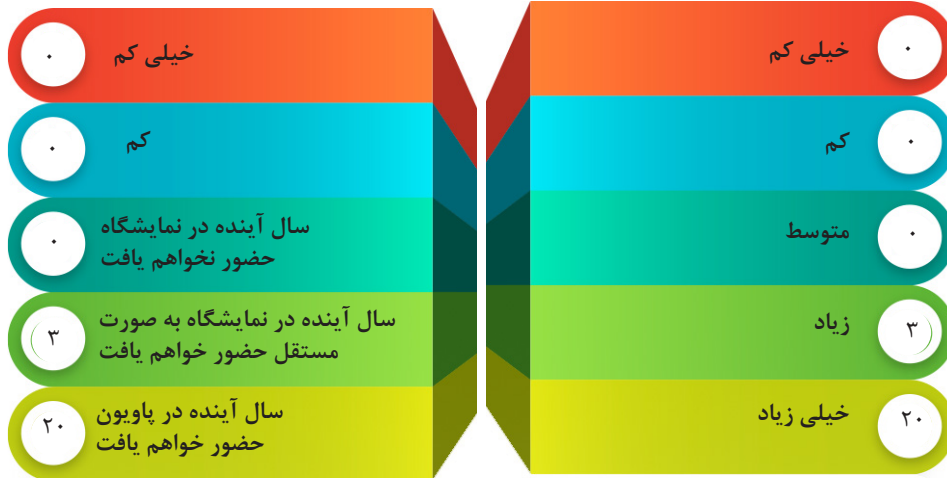 خیلی کم
۰
کم
۰
متوسط
۰
زیاد
۳
خیلی زیاد
۲۰
خیلی کم
۰
کم
۰
سال آینده در نمایشگاه
حضور نخواهم یافت
۰
سال آینده در نمایشگاه به صورت
مستقل حضور خواهم یافت
۳
سال آینده در پاویون
حضور خواهم یافت
۲۰